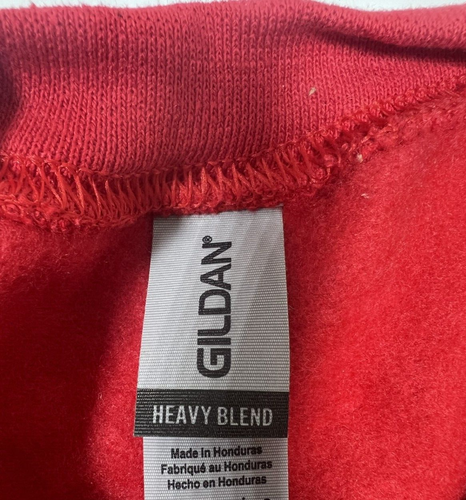 GILDAN®
HEAVY BLEND
Made in Honduras
Fabriqué au Honduras
Hecho en Honduras